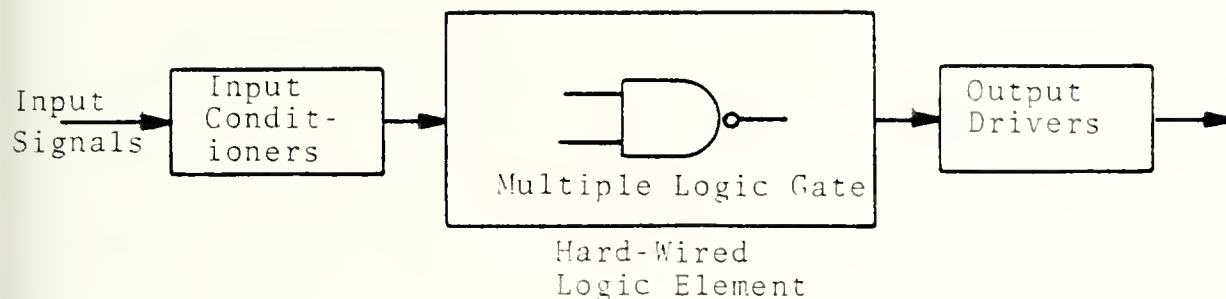 Input
Signals
Input
Condit-
ioners
Multiple Logic Gate
Hard-Wired
Logic Element
Output
Drivers